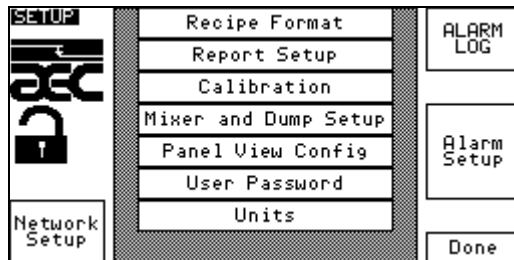 SETUP
aec
Network
Setup
Recipe Format
Report Setup
Calibration
Mixer and Dump Setup
Panel View Config
User Password
Units
ALARM
LOG
Alarm
Setup
Done